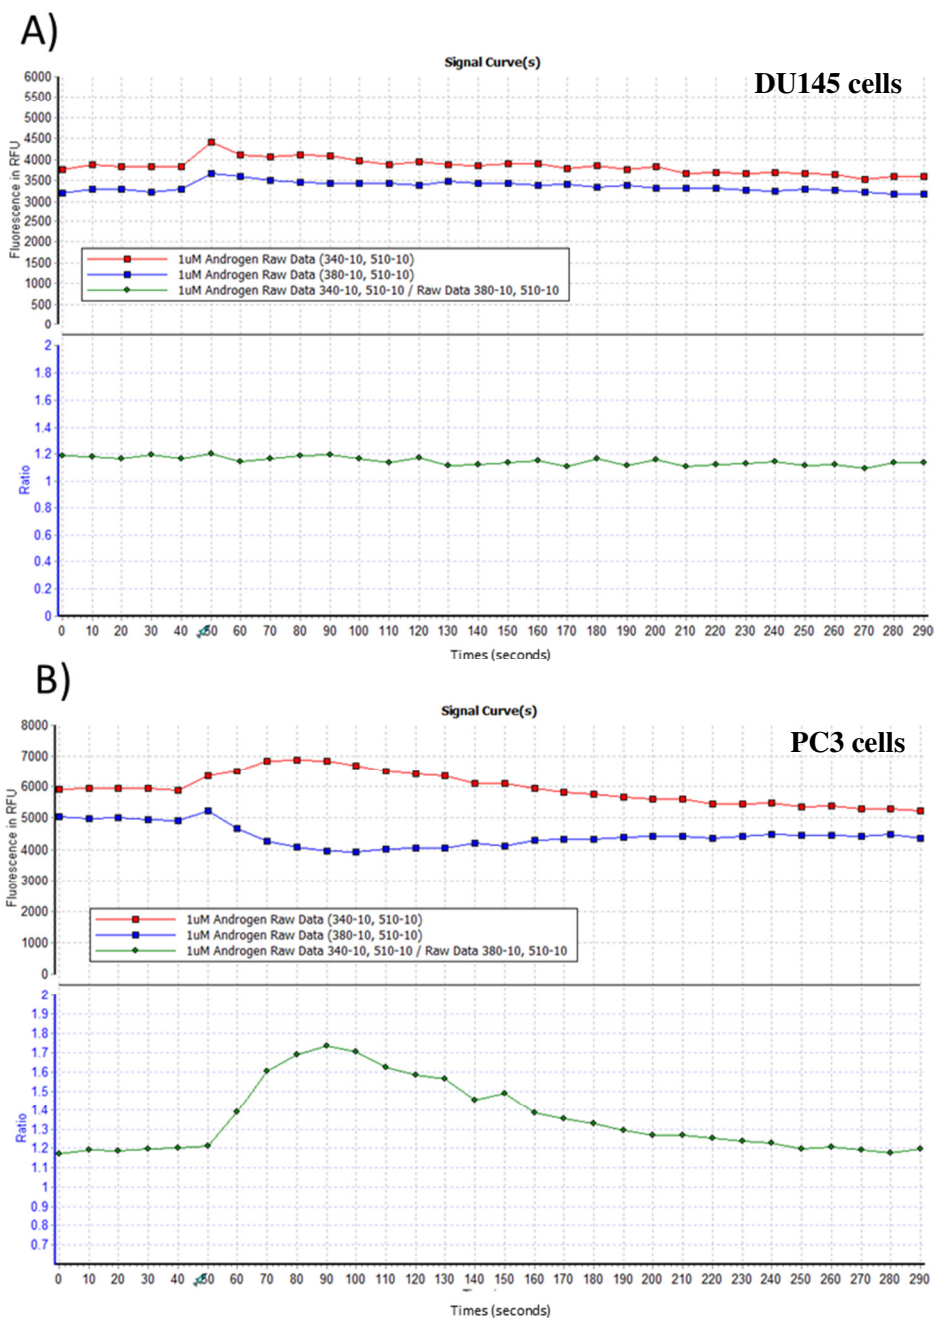 A)
Signal Curve(s)
DU145 cells
6000
5500
5000
4500
4000
3500
3000
2500
2000
1500
1000
500
0
Fluorescence in RFU
1uM Androgen Raw Data (340-10, 510-10)
1uM Androgen Raw Data (380-10, 510-10)
1uM Androgen Raw Data 340-10, 510-10 / Raw Data 380-10, 510-10
2
1.8
1.6
1.4
1.2
1
0.8
0.6
0.4
0.2
0
Ratio
0 10 20 30 40 50 60 70 80 90 100 110 120 130 140 150 160 170 180 190 200 210 220 230 240 250 260 270 280 290
Times (seconds)
B)
Signal Curve(s)
PC3 cells
8000
7000
6000
5000
4000
3000
2000
1000
0
Fluorescence in RFU
1uM Androgen Raw Data (340-10, 510-10)
1uM Androgen Raw Data (380-10, 510-10)
1uM Androgen Raw Data 340-10, 510-10 / Raw Data 380-10, 510-10
2
1.9
1.8
1.7
1.6
1.5
1.4
1.3
1.2
1.1
1
0.9
0.8
0.7
Ratio
0 10 20 30 40 50 60 70 80 90 100 110 120 130 140 150 160 170 180 190 200 210 220 230 240 250 260 270 280 290
Times (seconds)